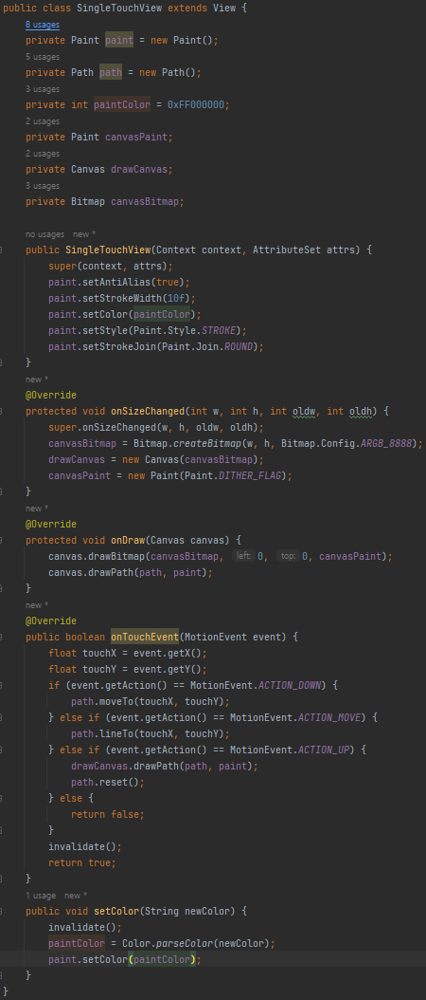 public class SingleTouchView extends View {
8 usages
private Paint paint = new Paint();
5 usages
private Path path = new Path();
3 usages
private int paintColor = 0xFF000000;
2 usages
private Paint canvasPaint;
2 usages
private Canvas drawCanvas;
3 usages
private Bitmap canvasBitmap;
no usages new *
public SingleTouchView(Context context, AttributeSet attrs) {
super(context, attrs);
paint.setAntiAlias(true);
paint.setStrokeWidth(10f);
paint.setColor(paintColor);
paint.setStyle(Paint.Style.STROKE);
paint.setStrokeJoin(Paint.Join.ROUND);
}
new *
@Override
protected void onSizeChanged(int w, int h, int oldw, int oldh) {
super.onSizeChanged(w, h, oldw, oldh);
canvasBitmap = Bitmap.createBitmap(w, h, Bitmap.Config.ARGB_8888);
drawCanvas = new Canvas(canvasBitmap);
canvasPaint = new Paint(Paint.DITHER_FLAG);
}
new *
@Override
protected void onDraw(Canvas canvas) {
canvas.drawBitmap(canvasBitmap, left: 0, top: 0, canvasPaint);
canvas.drawPath(path, paint);
}
new *
@Override
public boolean onTouchEvent(MotionEvent event) {
float touchX = event.getX();
float touchY = event.getY();
if (event.getAction() == MotionEvent.ACTION_DOWN) {
path.moveTo(touchX, touchY);
} else if (event.getAction() == MotionEvent.ACTION_MOVE) {
path.lineTo(touchX, touchY);
} else if (event.getAction() == MotionEvent.ACTION_UP) {
drawCanvas.drawPath(path, paint);
path.reset();
} else {
return false;
}
invalidate();
return true;
}
1 usage new *
public void setColor(String newColor) {
invalidate();
paintColor = Color.parseColor(newColor);
paint.setColor(paintColor);
}
}